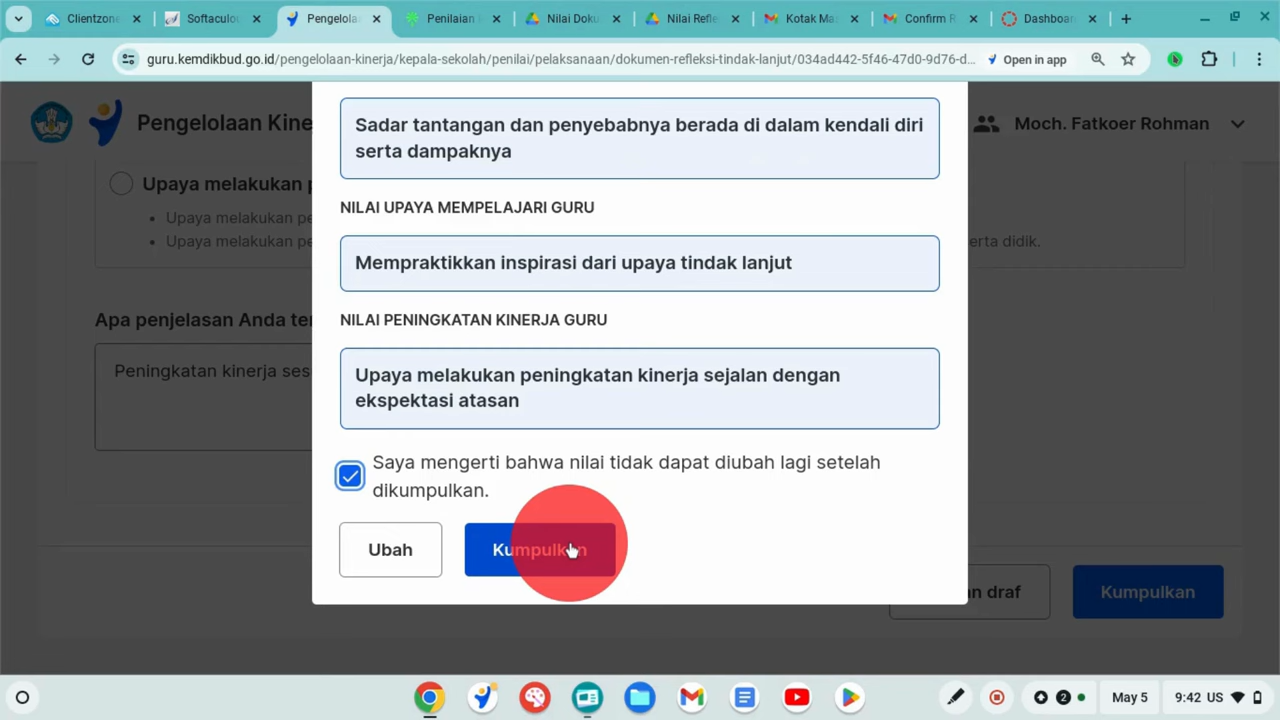 Clientzone
Softaculou
Pengelola
Penilaian
Nilai Doku
Nilai Refle
Kotak Ma
Confirm R
Dashboar
guru.kemdikbud.go.id/pengelolaan-kinerja/kepala-sekolah/penilai/pelaksanaan/dokumen-refleksi-tindak-lanjut/034ad442-5f46-47d0-9d76-d...
Open in app
Pengelolaan Kine
Moch. Fatkoer Rohman
Sadar tantangan dan penyebabnya berada di dalam kendali diri
serta dampaknya
Upaya melakukan p
NILAI UPAYA MEMPELAJARI GURU
Upaya melakukan pe
Upaya melakukan pe
erta didik.
Mempraktikkan inspirasi dari upaya tindak lanjut
Apa penjelasan Anda ter
NILAI PENINGKATAN KINERJA GURU
Peningkatan kinerja ses
Upaya melakukan peningkatan kinerja sejalan dengan
ekspektasi atasan
Saya mengerti bahwa nilai tidak dapat diubah lagi setelah
dikumpulkan.
Ubah
Kumpulkan
n draf
Kumpulkan
2
May 5
9:42 US